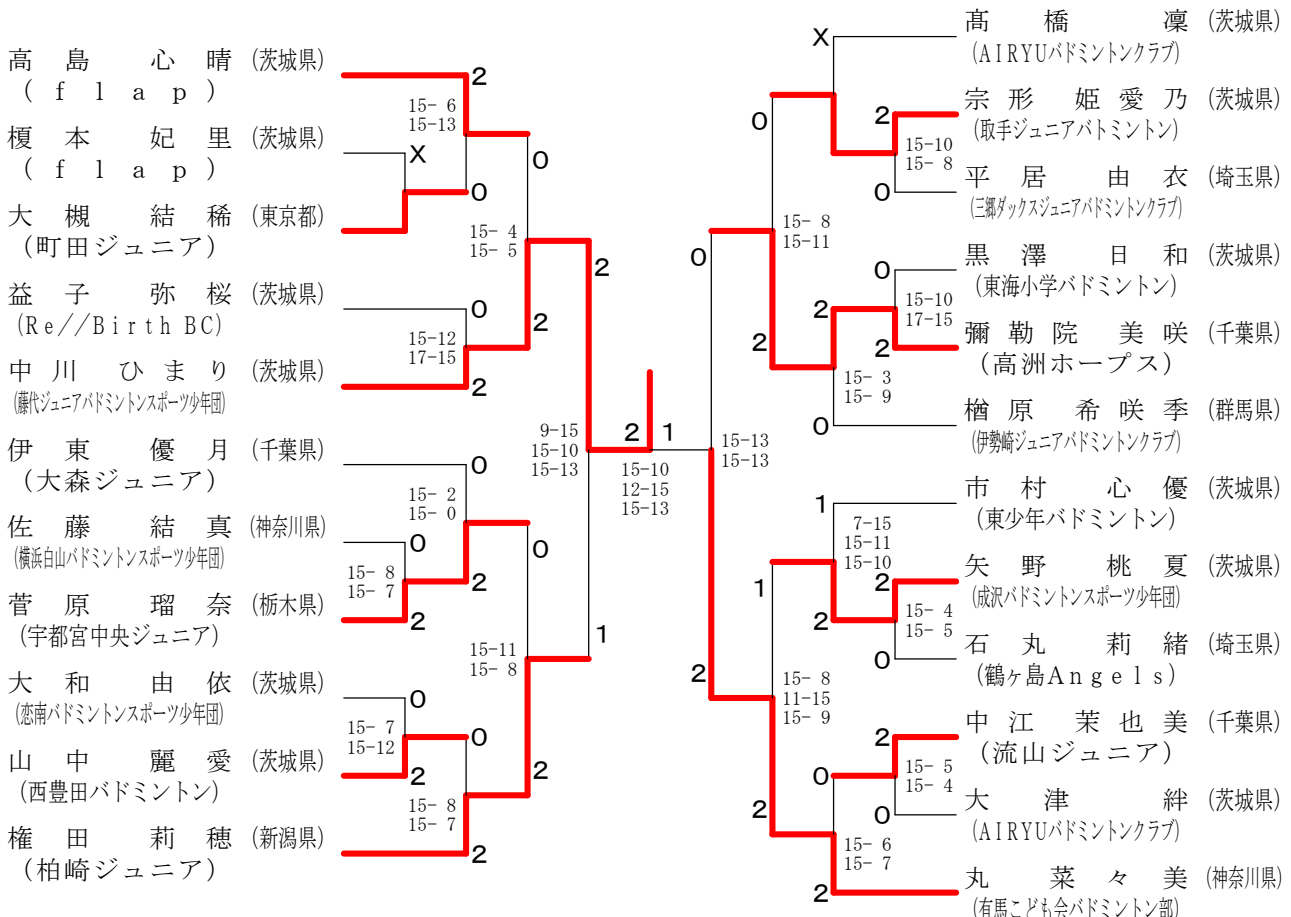 高島 心晴 (茨城県)
(flap)
2
15- 6
15-13
榎本 妃里 (茨城県)
(flap)
X
0
0
大槻 結稀 (東京都)
(町田ジュニア)
15- 4
15- 5
2
益子 弥桜 (茨城県)
(Re//Birth BC)
0
15-12
17-15
2
中川 ひまり (茨城県)
(藤代ジュニアバドミントンスポーツ少年団)
2
9-15
15-10
15-13
伊東 優月 (千葉県)
(大森ジュニア)
0
15- 2
15- 0
佐藤 結真 (神奈川県)
(横浜白山バドミントンスポーツ少年団)
0
0
15- 8
15- 7
2
菅原 瑠奈 (栃木県)
(宇都宮中央ジュニア)
2
15-11
15- 8
1
大和 由依 (茨城県)
(恋南バドミントンスポーツ少年団)
0
15- 7
15-12
0
山中 麗愛 (茨城県)
(西豊田バドミントン)
2
2
15- 8
15- 7
権田 莉穂 (新潟県)
(柏崎ジュニア)
2
2
1
15-10
12-15
15-13
髙橋 凜 (茨城県)
(AIRYUバドミントンクラブ)
X
宗形 姫愛乃 (茨城県)
(取手ジュニアバトミントン)
2
0
15-10
15- 8
平居 由衣 (埼玉県)
(三郷ダックスジュニアバドミントンクラブ)
0
15- 8
15-11
0
黒澤 日和 (茨城県)
(東海小学バドミントン)
0
15-10
17-15
2
彌勒院 美咲 (千葉県)
(高洲ホープス)
2
2
15- 3
15- 9
楢原 希咲季 (群馬県)
(伊勢崎ジュニアバドミントンクラブ)
0
15-13
15-13
市村 心優 (茨城県)
(東少年バドミントン)
1
7-15
15-11
15-10
矢野 桃夏 (茨城県)
(成沢バドミントンスポーツ少年団)
2
1
2
15- 4
15- 5
石丸 莉緒 (埼玉県)
(鶴ヶ島Angels)
0
2
15- 8
11-15
15- 9
中江 茉也美 (千葉県)
(流山ジュニア)
2
0
15- 5
15- 4
大津 絆 (茨城県)
(AIRYUバドミントンクラブ)
0
2
15- 6
15- 7
丸 菜々美 (神奈川県)
(有馬こども会バドミントン部)
2